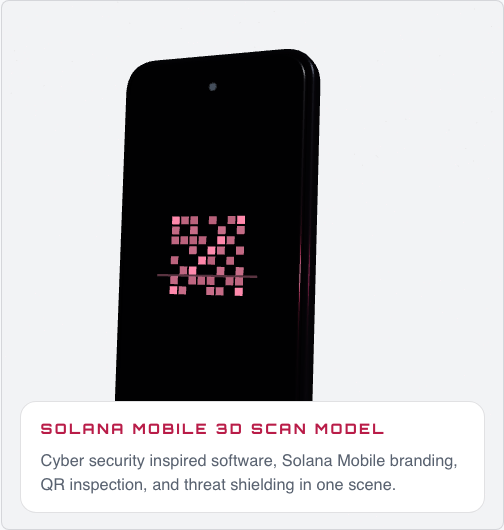 SOLANA MOBILE 3D SCAN MODEL
Cyber security inspired software, Solana Mobile branding,
QR inspection, and threat shielding in one scene.